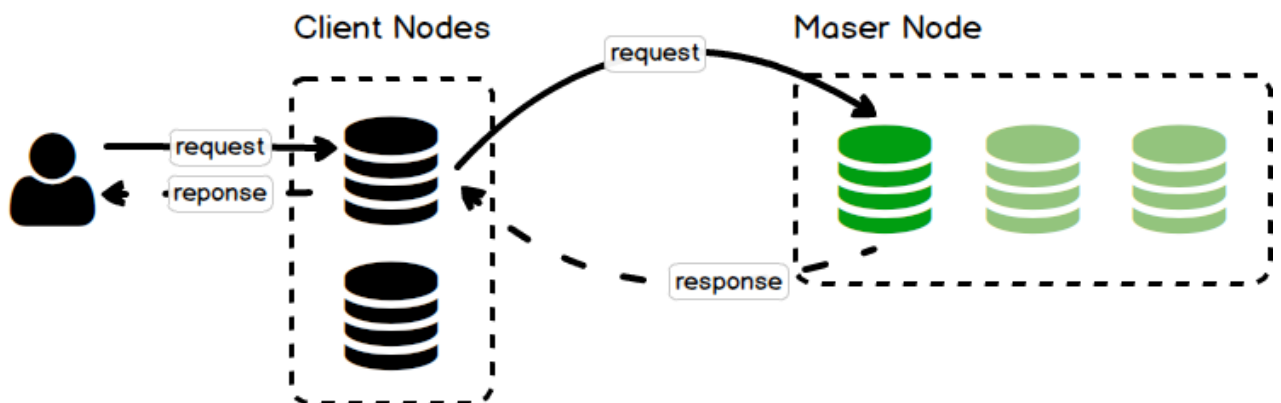 Client Nodes
Maser Node
request
request
reponse
response